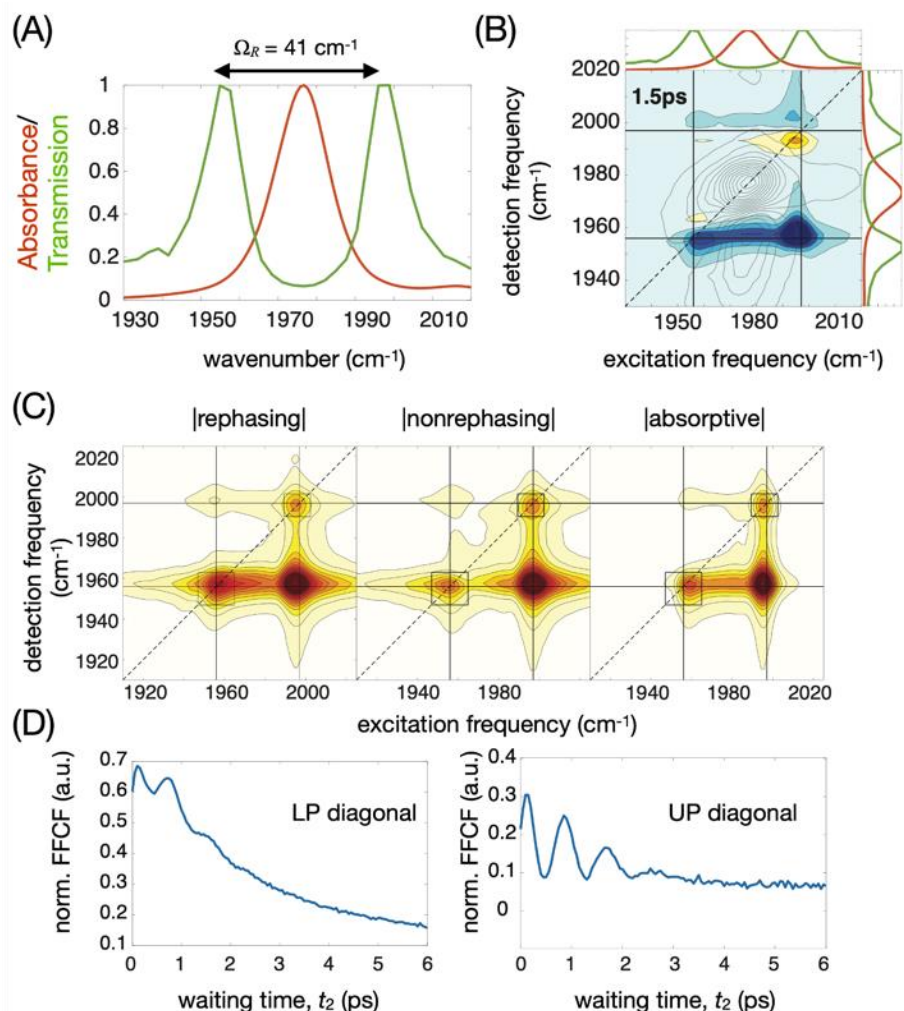 (A)
Ω_R = 41 cm⁻¹
Absorbance/
Transmission
1
0.8
0.6
0.4
0.2
0
1930 1950 1970 1990 2010
wavenumber (cm⁻¹)
(B)
1.5ps
detection frequency
(cm⁻¹)
2020
2000
1980
1960
1940
1950 1980 2010
excitation frequency (cm⁻¹)
(C)
|rephasing| |nonrephasing| |absorptive|
detection frequency
(cm⁻¹)
2020
2000
1980
1960
1940
1920
1920 1960 2000 1940 1980 1940 1980 2020
excitation frequency (cm⁻¹)
(D)
norm. FFCF (a.u.)
0.7
0.6
0.5
0.4
0.3
0.2
0.1
LP diagonal
0 1 2 3 4 5 6
waiting time, t₂ (ps)
norm. FFCF (a.u.)
0.4
0.3
0.2
0.1
0
UP diagonal
0 1 2 3 4 5 6
waiting time, t₂ (ps)